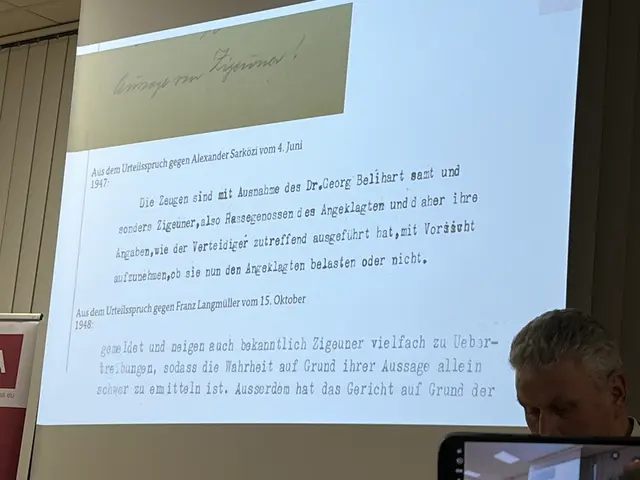 Aussage von Zigeuner!
Aus dem Urteilsspruch gegen Alexander Sarközi vom 4. Juni
1947:
Die Zeugen sind mit Ausnahme des Dr.Georg Belihart samt und
sonders Zigeuner,also Rassegenossen des Angeklagten und daher ihre
Angaben,wie der Verteidiger zutreffend ausgeführt hat,mit Vorsicht
aufzunehmen,ob sie nun den Angeklagten belasten oder nicht.
Aus dem Urteilsspruch gegen Franz Langmüller vom 15. Oktober
1948:
gemeldet und neigen auch bekanntlich Zigeuner vielfach zu Ueber-
treibungen, sodass die Wahrheit auf Grund ihrer Aussage allein
schwer zu ermitteln ist. Ausserdem hat das Gericht auf Grund der
A